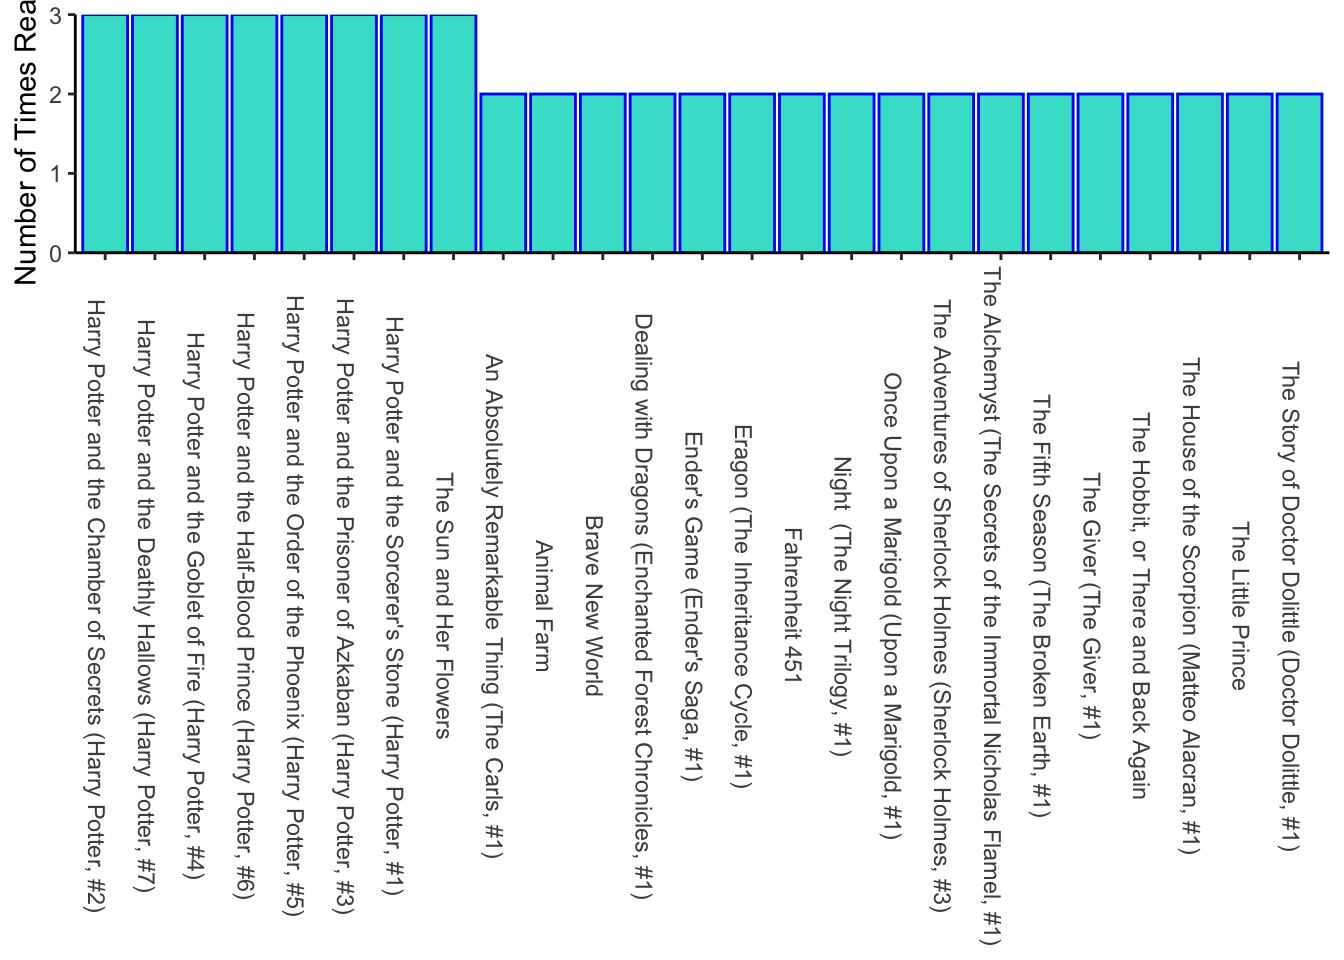 Number of Times Rea
3
2
1
0
Harry Potter and the Chamber of Secrets (Harry Potter, #2)
Harry Potter and the Deathly Hallows (Harry Potter, #7)
Harry Potter and the Goblet of Fire (Harry Potter, #4)
Harry Potter and the Half-Blood Prince (Harry Potter, #6)
Harry Potter and the Order of the Phoenix (Harry Potter, #5)
Harry Potter and the Prisoner of Azkaban (Harry Potter, #3)
Harry Potter and the Sorcerer's Stone (Harry Potter, #1)
The Sun and Her Flowers
An Absolutely Remarkable Thing (The Carls, #1)
Animal Farm
Brave New World
Dealing with Dragons (Enchanted Forest Chronicles, #1)
Ender's Game (Ender's Saga, #1)
Eragon (The Inheritance Cycle, #1)
Fahrenheit 451
Night  (The Night Trilogy, #1)
Once Upon a Marigold (Upon a Marigold, #1)
The Adventures of Sherlock Holmes (Sherlock Holmes, #3)
The Alchemyst (The Secrets of the Immortal Nicholas Flamel, #1)
The Fifth Season (The Broken Earth, #1)
The Giver (The Giver, #1)
The Hobbit, or There and Back Again
The House of the Scorpion (Matteo Alacran, #1)
The Little Prince
The Story of Doctor Dolittle (Doctor Dolittle, #1)